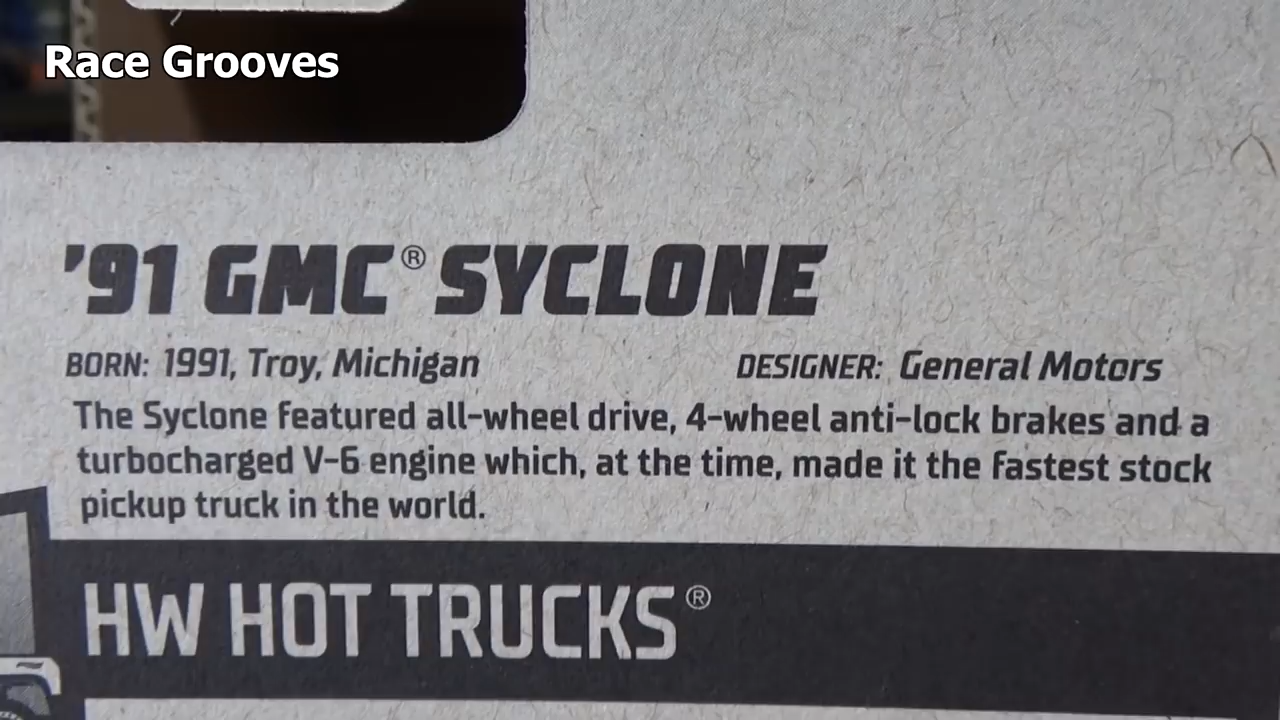 Race Grooves
'91 GMC® SYCLONE
BORN: 1991, Troy, Michigan DESIGNER: General Motors
The Syclone featured all-wheel drive, 4-wheel anti-lock brakes and a
turbocharged V-6 engine which, at the time, made it the fastest stock
pickup truck in the world.
HW HOT TRUCKS®